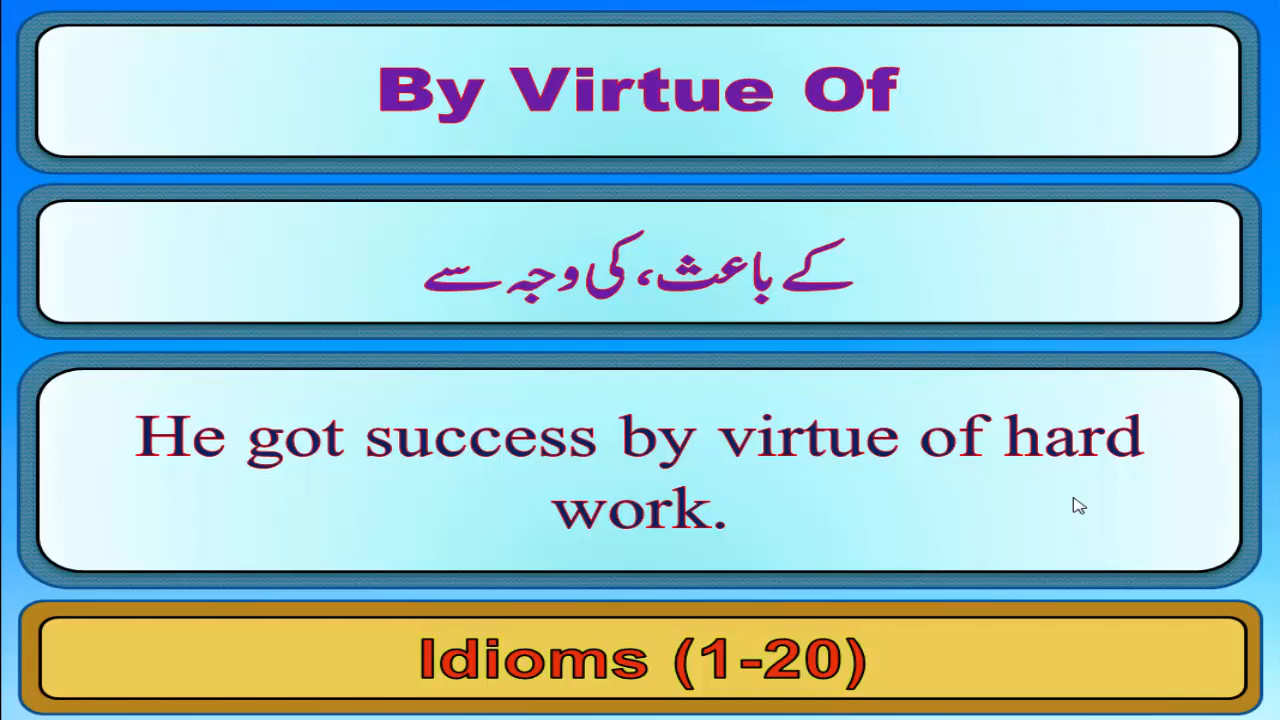 By Virtue Of
کے باعث، کی وجہ سے
He got success by virtue of hard
work.
Idioms (1-20)